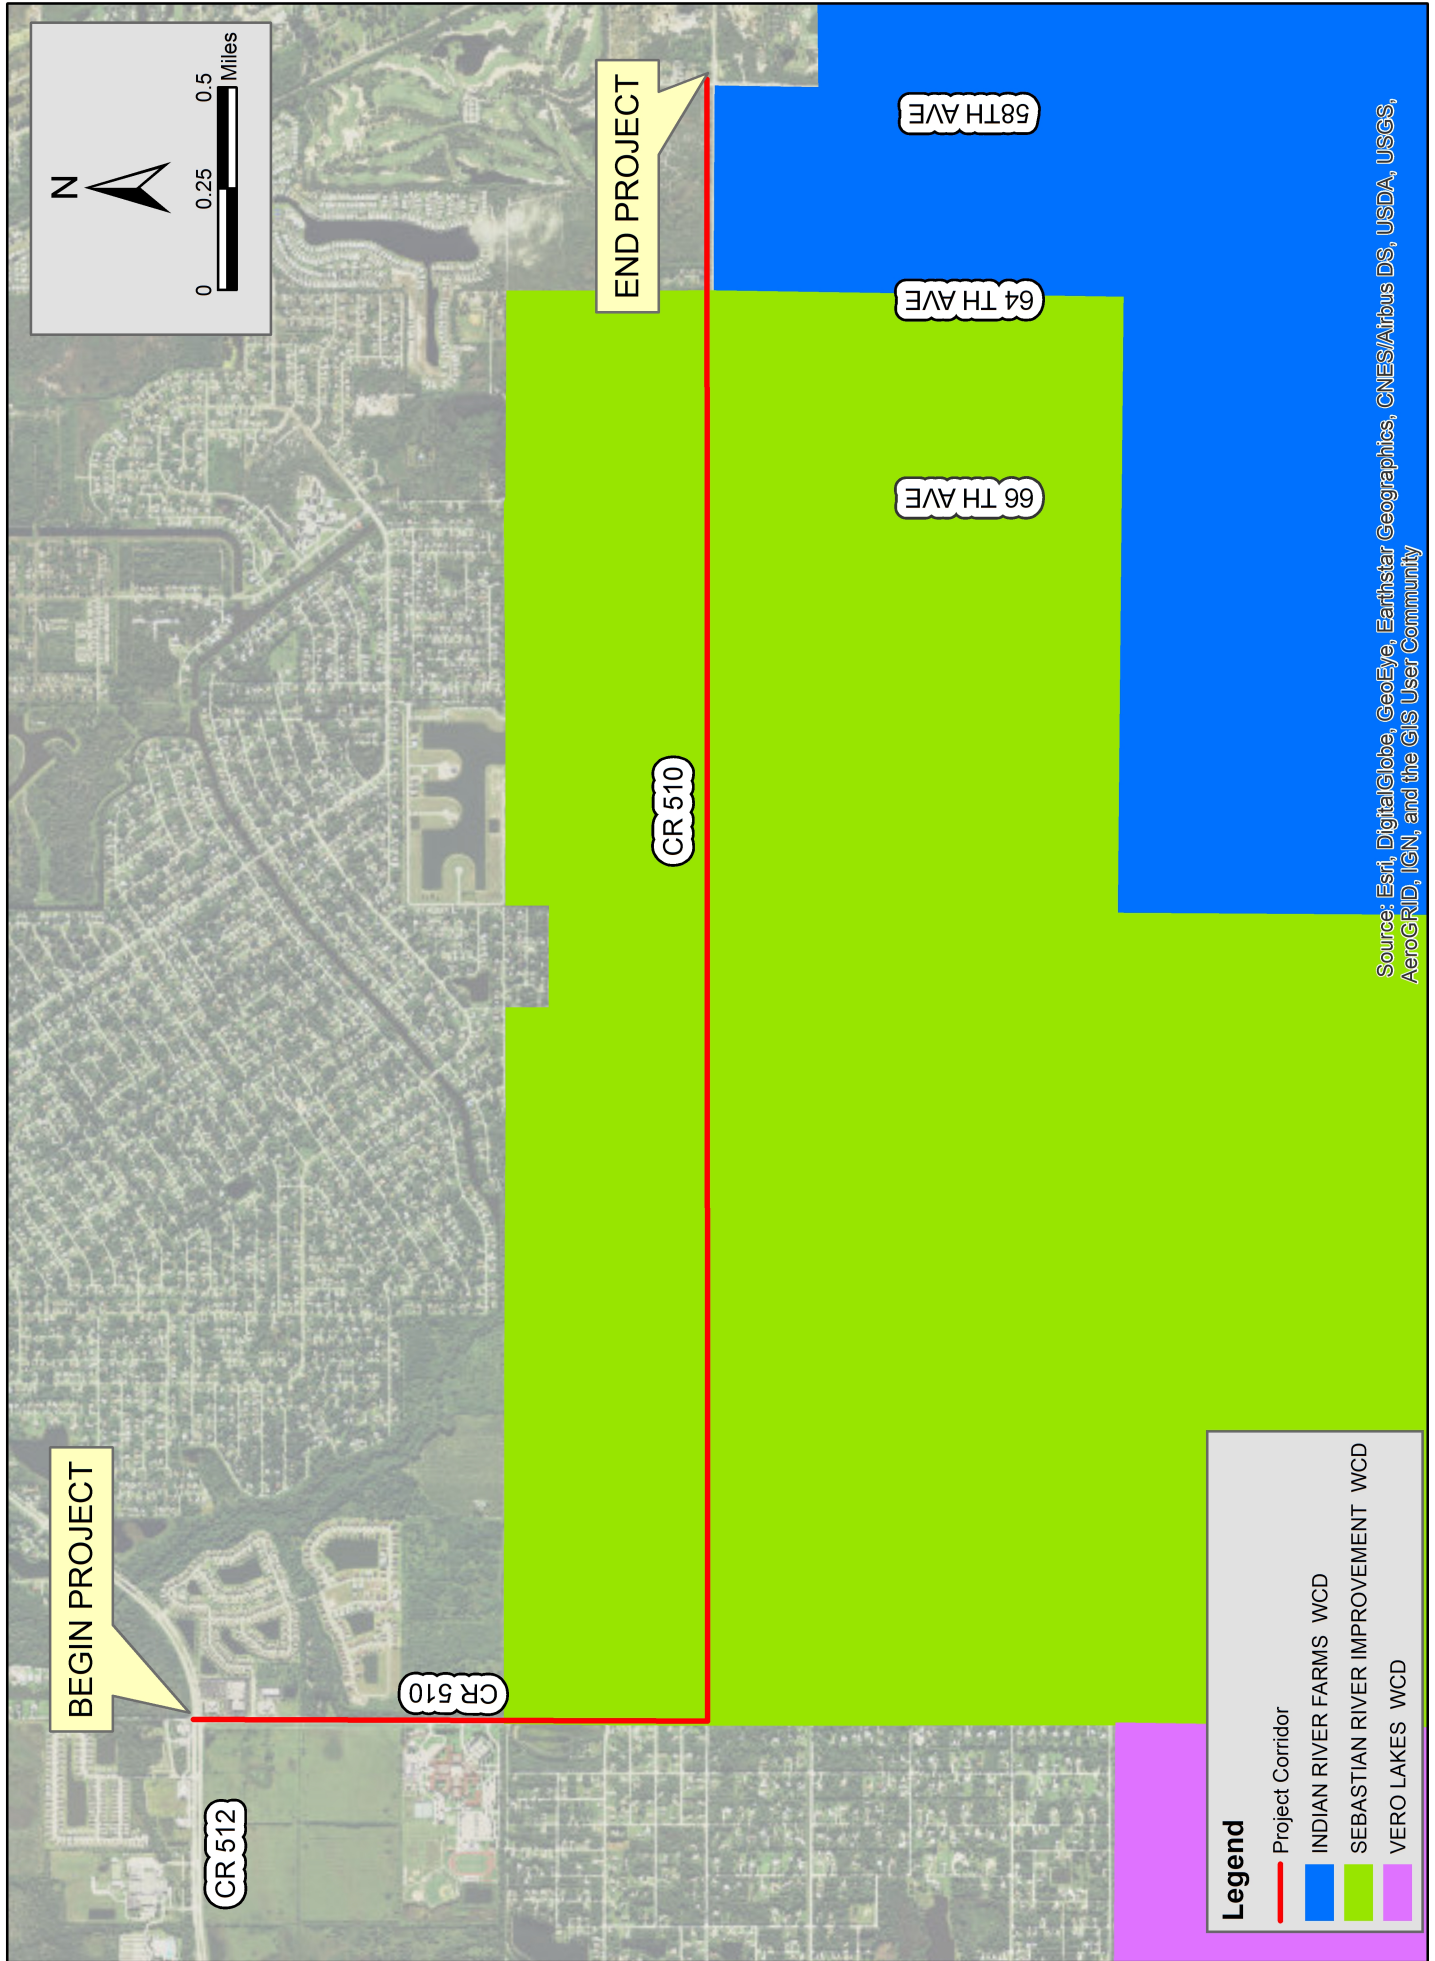 BEGIN PROJECT
N
0 0.25 0.5
Miles
CR 512
CR 510
CR 510
END PROJECT
66 TH AVE
64 TH AVE
58TH AVE
Legend
Project Corridor
INDIAN RIVER FARMS WCD
SEBASTIAN RIVER IMPROVEMENT WCD
VERO LAKES WCD
Source: Esri, DigitalGlobe, GeoEye, Earthstar Geographics, CNES/Airbus DS, USDA, USGS,
AeroGRID, IGN, and the GIS User Community